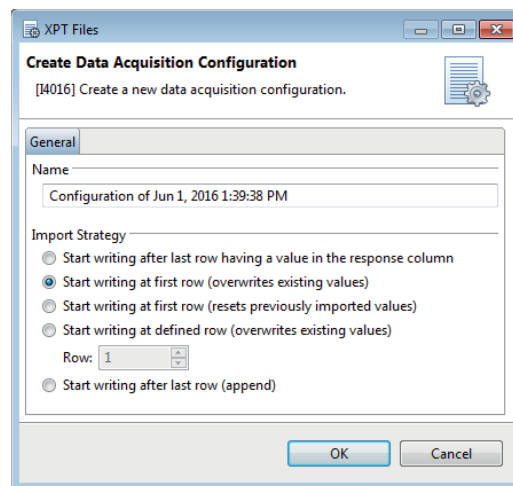 XPT Files
Create Data Acquisition Configuration
[I4016] Create a new data acquisition configuration.
General
Name
Configuration of Jun 1, 2016 1:39:38 PM
Import Strategy
Start writing after last row having a value in the response column
Start writing at first row (overwrites existing values)
Start writing at first row (resets previously imported values)
Start writing at defined row (overwrites existing values)
Row: 1
Start writing after last row (append)
OK Cancel